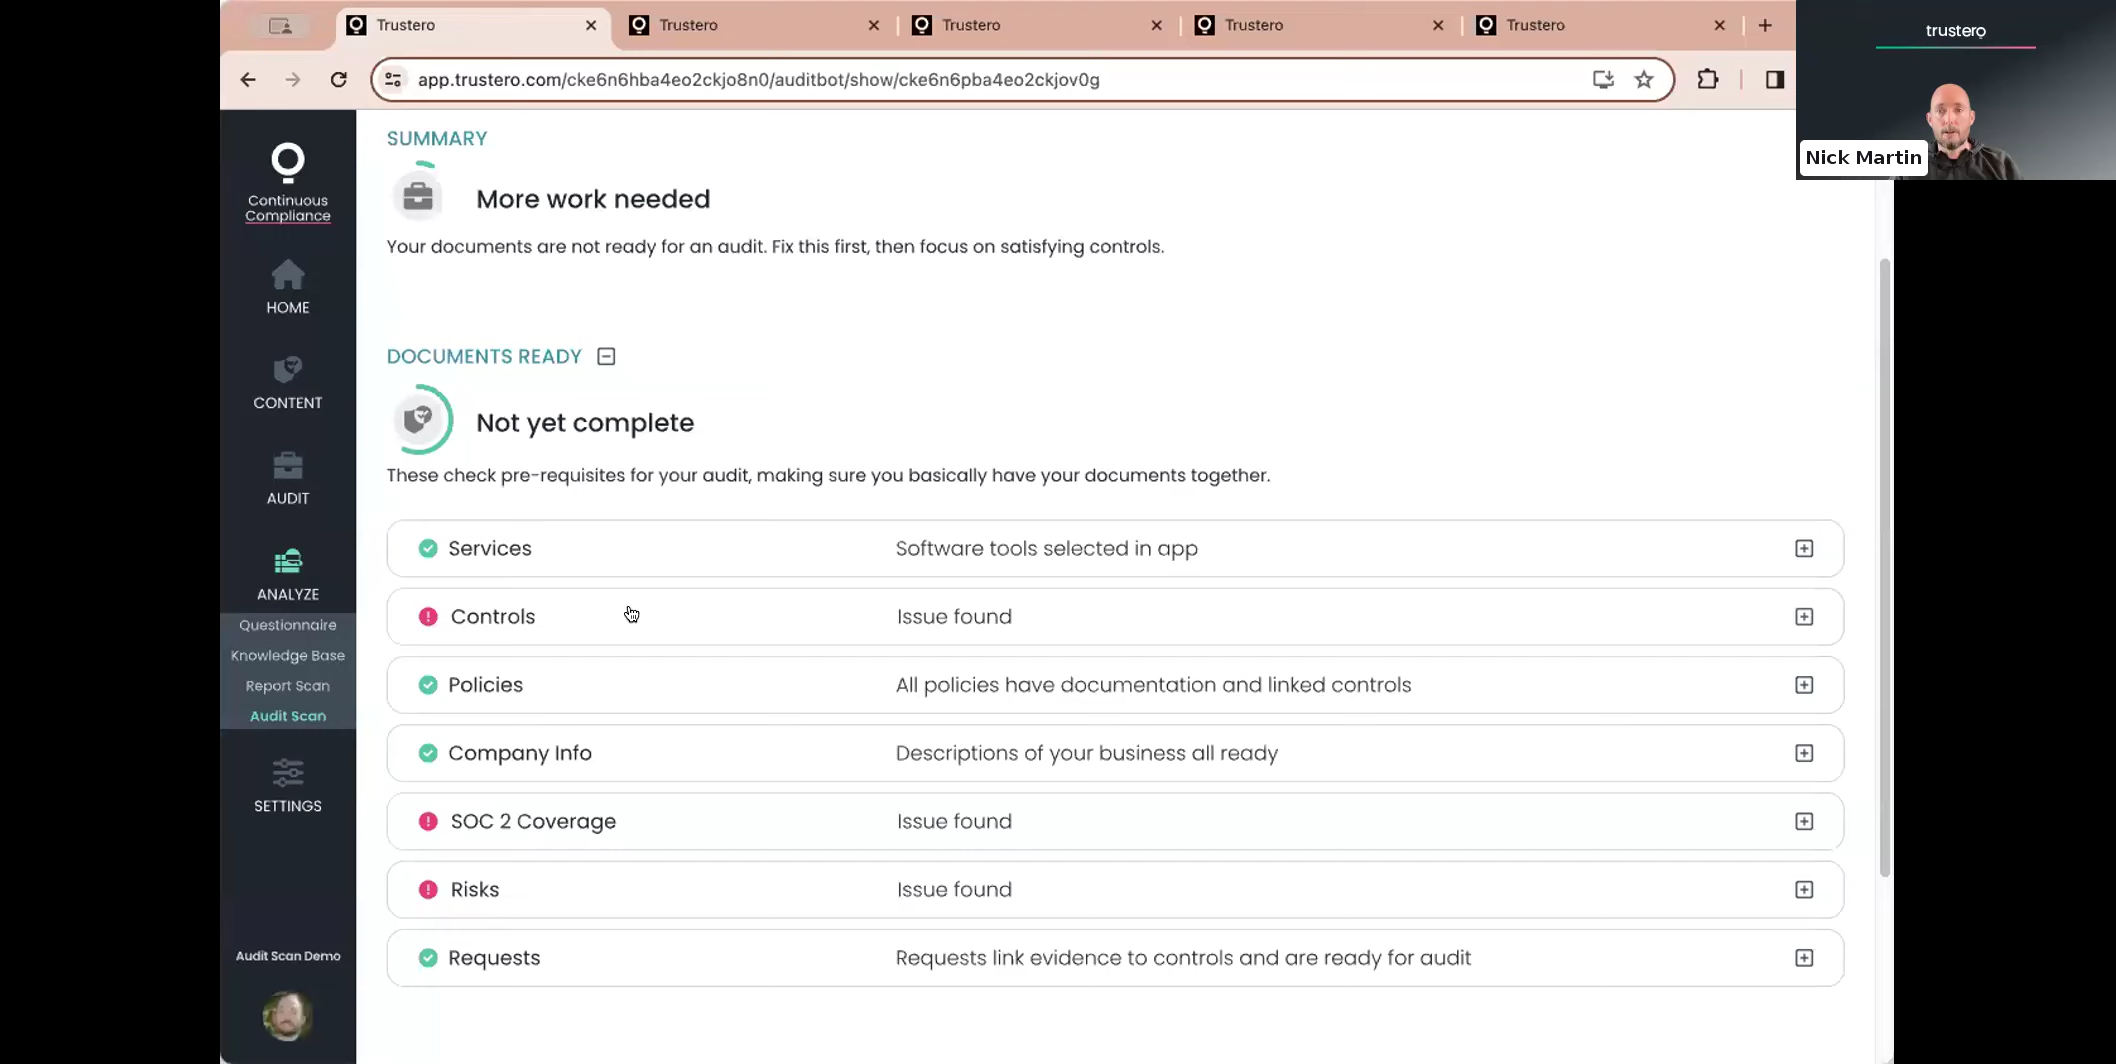 Trustero
Trustero
Trustero
Trustero
Trustero
app.trustero.com/cke6n6hba4eo2ckjo8n0/auditbot/show/cke6n6pba4eo2ckjov0g
trustero
Nick Martin
Continuous
Compliance
HOME
CONTENT
AUDIT
ANALYZE
Questionnaire
Knowledge Base
Report Scan
Audit Scan
SETTINGS
Audit Scan Demo
SUMMARY
More work needed
Your documents are not ready for an audit. Fix this first, then focus on satisfying controls.
DOCUMENTS READY
Not yet complete
These check pre-requisites for your audit, making sure you basically have your documents together.
Services Software tools selected in app
Controls Issue found
Policies All policies have documentation and linked controls
Company Info Descriptions of your business all ready
SOC 2 Coverage Issue found
Risks Issue found
Requests Requests link evidence to controls and are ready for audit